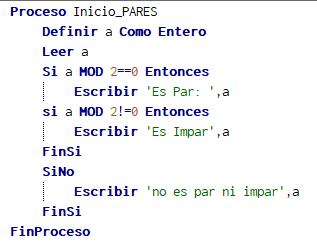 Proceso Inicio_PARES
Definir a Como Entero
Leer a
Si a MOD 2==0 Entonces
Escribir 'Es Par: ',a
si a MOD 2!=0 Entonces
Escribir 'Es Impar',a
FinSi
SiNo
Escribir 'no es par ni impar',a
FinSi
FinProceso